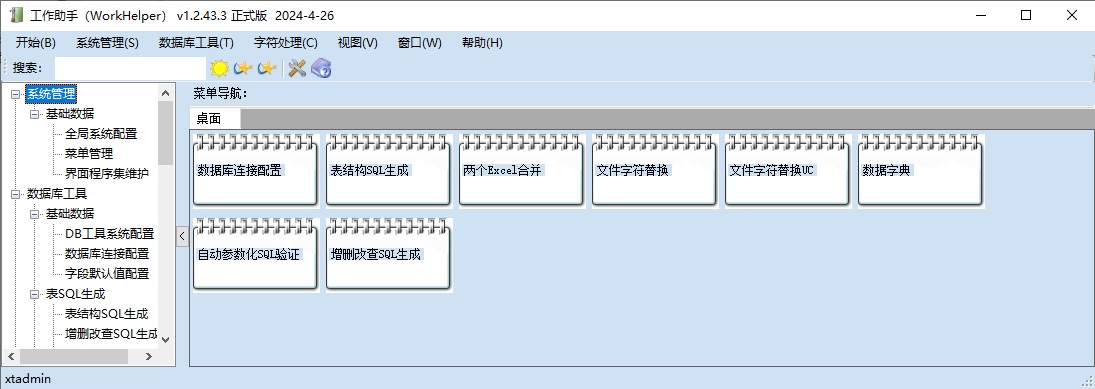 工作助手（WorkHelper） v1.2.43.3 正式版 2024-4-26
开始(B) 系统管理(S) 数据库工具(T) 字符处理(C) 视图(V) 窗口(W) 帮助(H)
搜索：
系统管理
基础数据
全局系统配置
菜单管理
界面程序集维护
数据库工具
基础数据
DB工具系统配置
数据库连接配置
字段默认值配置
表SQL生成
表结构SQL生成
增删改查SQL生成
菜单导航：
桌面
数据库连接配置 表结构SQL生成 两个Excel合并 文件字符替换 文件字符替换UC 数据字典
自动参数化SQL验证 增删改查SQL生成
xtadmin